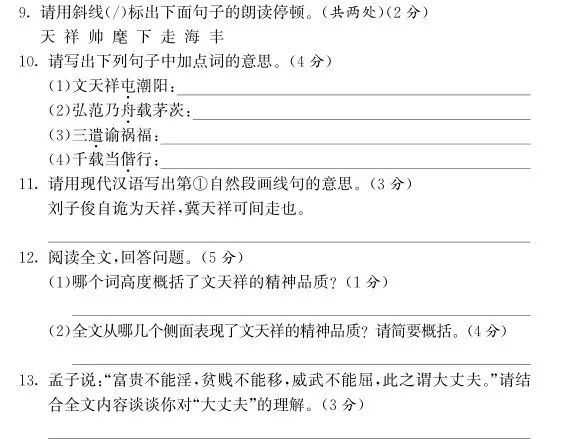 9. 请用斜线(/)标出下面句子的朗读停顿。(共两处)(2 分)
天 祥 帅 麾 下 走 海 丰
10. 请写出下列句子中加点词的意思。(4 分)
(1)文天祥屯潮阳:
(2)弘范乃舟载茅茨:
(3)三遣谕祸福:
(4)千载当偕行:
11. 请用现代汉语写出第①自然段画线句的意思。(3 分)
刘子俊自诡为天祥,冀天祥可间走也。
12. 阅读全文,回答问题。(5 分)
(1)哪个词高度概括了文天祥的精神品质? (1 分)
(2)全文从哪几个侧面表现了文天祥的精神品质? 请简要概括。(4 分)
13. 孟子说:“富贵不能淫,贫贱不能移,威武不能屈,此之谓大丈夫。”请结
合全文内容谈谈你对“大丈夫”的理解。(3 分)